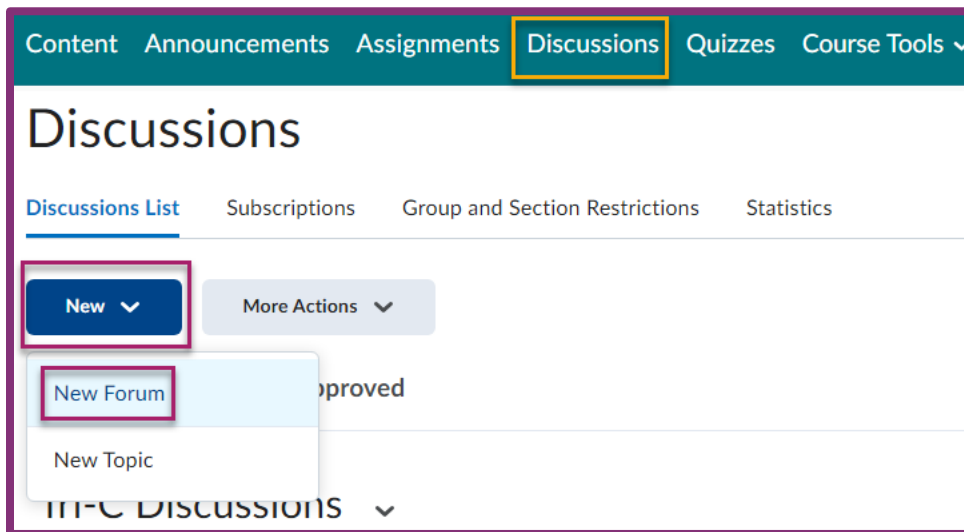 Content Announcements Assignments Discussions Quizzes Course Tools
Discussions
Discussions List Subscriptions Group and Section Restrictions Statistics
New More Actions
New Forum
New Topic
Discussions